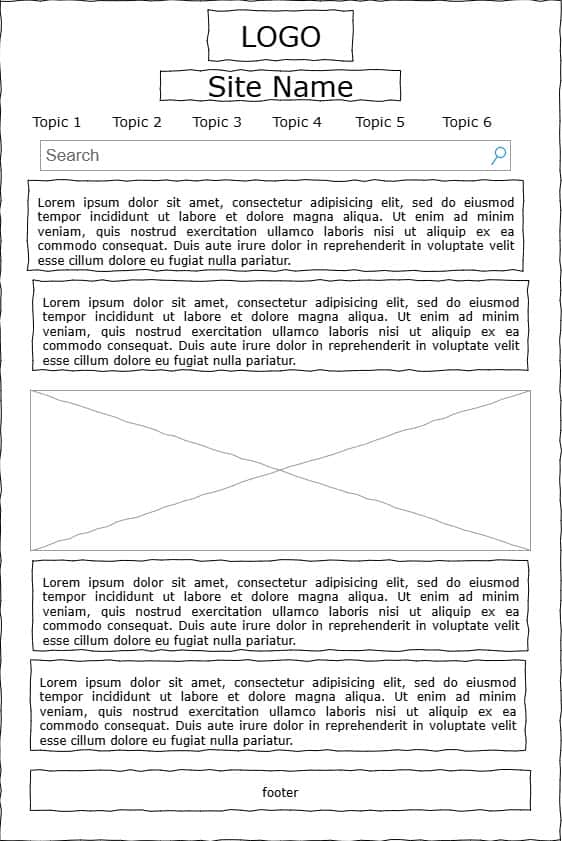 LOGO
Site Name
Topic 1 Topic 2 Topic 3 Topic 4 Topic 5 Topic 6
Search
Lorem ipsum dolor sit amet, consectetur adipisicing elit, sed do eiusmod
tempor incididunt ut labore et dolore magna aliqua. Ut enim ad minim
veniam, quis nostrud exercitation ullamco laboris nisi ut aliquip ex ea
commodo consequat. Duis aute irure dolor in reprehenderit in voluptate velit
esse cillum dolore eu fugiat nulla pariatur.
Lorem ipsum dolor sit amet, consectetur adipisicing elit, sed do eiusmod
tempor incididunt ut labore et dolore magna aliqua. Ut enim ad minim
veniam, quis nostrud exercitation ullamco laboris nisi ut aliquip ex ea
commodo consequat. Duis aute irure dolor in reprehenderit in voluptate velit
esse cillum dolore eu fugiat nulla pariatur.
Lorem ipsum dolor sit amet, consectetur adipisicing elit, sed do eiusmod
tempor incididunt ut labore et dolore magna aliqua. Ut enim ad minim
veniam, quis nostrud exercitation ullamco laboris nisi ut aliquip ex ea
commodo consequat. Duis aute irure dolor in reprehenderit in voluptate velit
esse cillum dolore eu fugiat nulla pariatur.
Lorem ipsum dolor sit amet, consectetur adipisicing elit, sed do eiusmod
tempor incididunt ut labore et dolore magna aliqua. Ut enim ad minim
veniam, quis nostrud exercitation ullamco laboris nisi ut aliquip ex ea
commodo consequat. Duis aute irure dolor in reprehenderit in voluptate velit
esse cillum dolore eu fugiat nulla pariatur.
footer